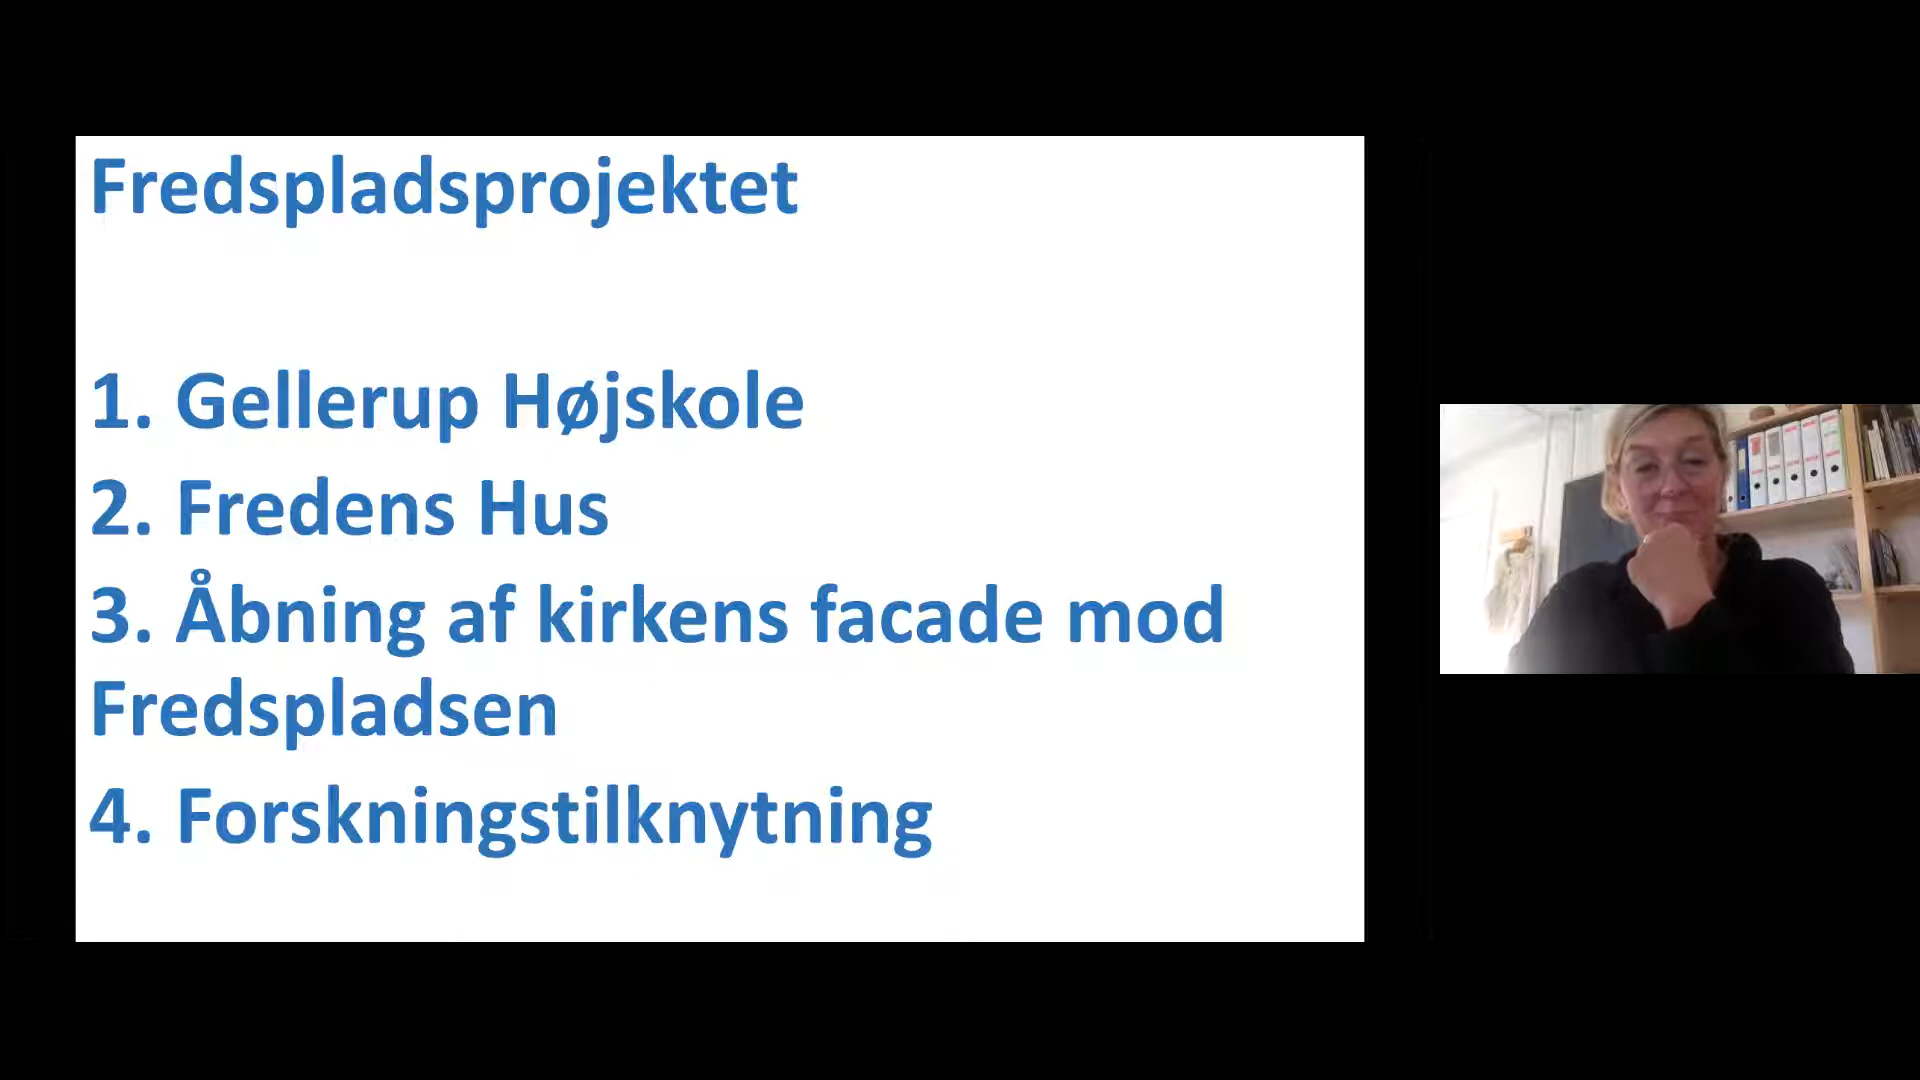 Fredspladsprojektet
1. Gellerup Højskole
2. Fredens Hus
3. Åbning af kirkens facade mod
Fredspladsen
4. Forskningstilknytning